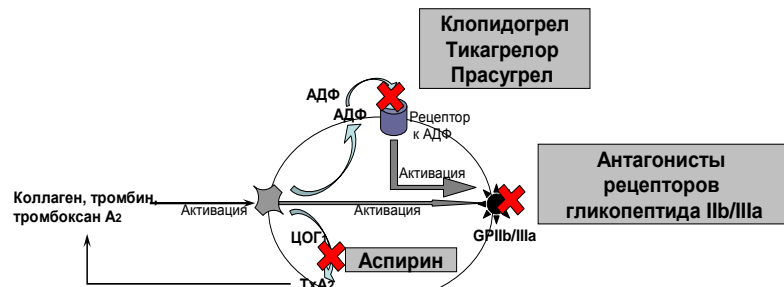 Клопидогрел
Тикагрелор
Прасугрел
АДФ
АДФ
Рецептор
к АДФ
Активация
Антагонисты
рецепторов
гликопептида IIb/IIIa
Коллаген, тромбин,
тромбоксан А2
Активация
Активация
GPIIb/IIIa
ЦОГ1
Аспирин
TxA2